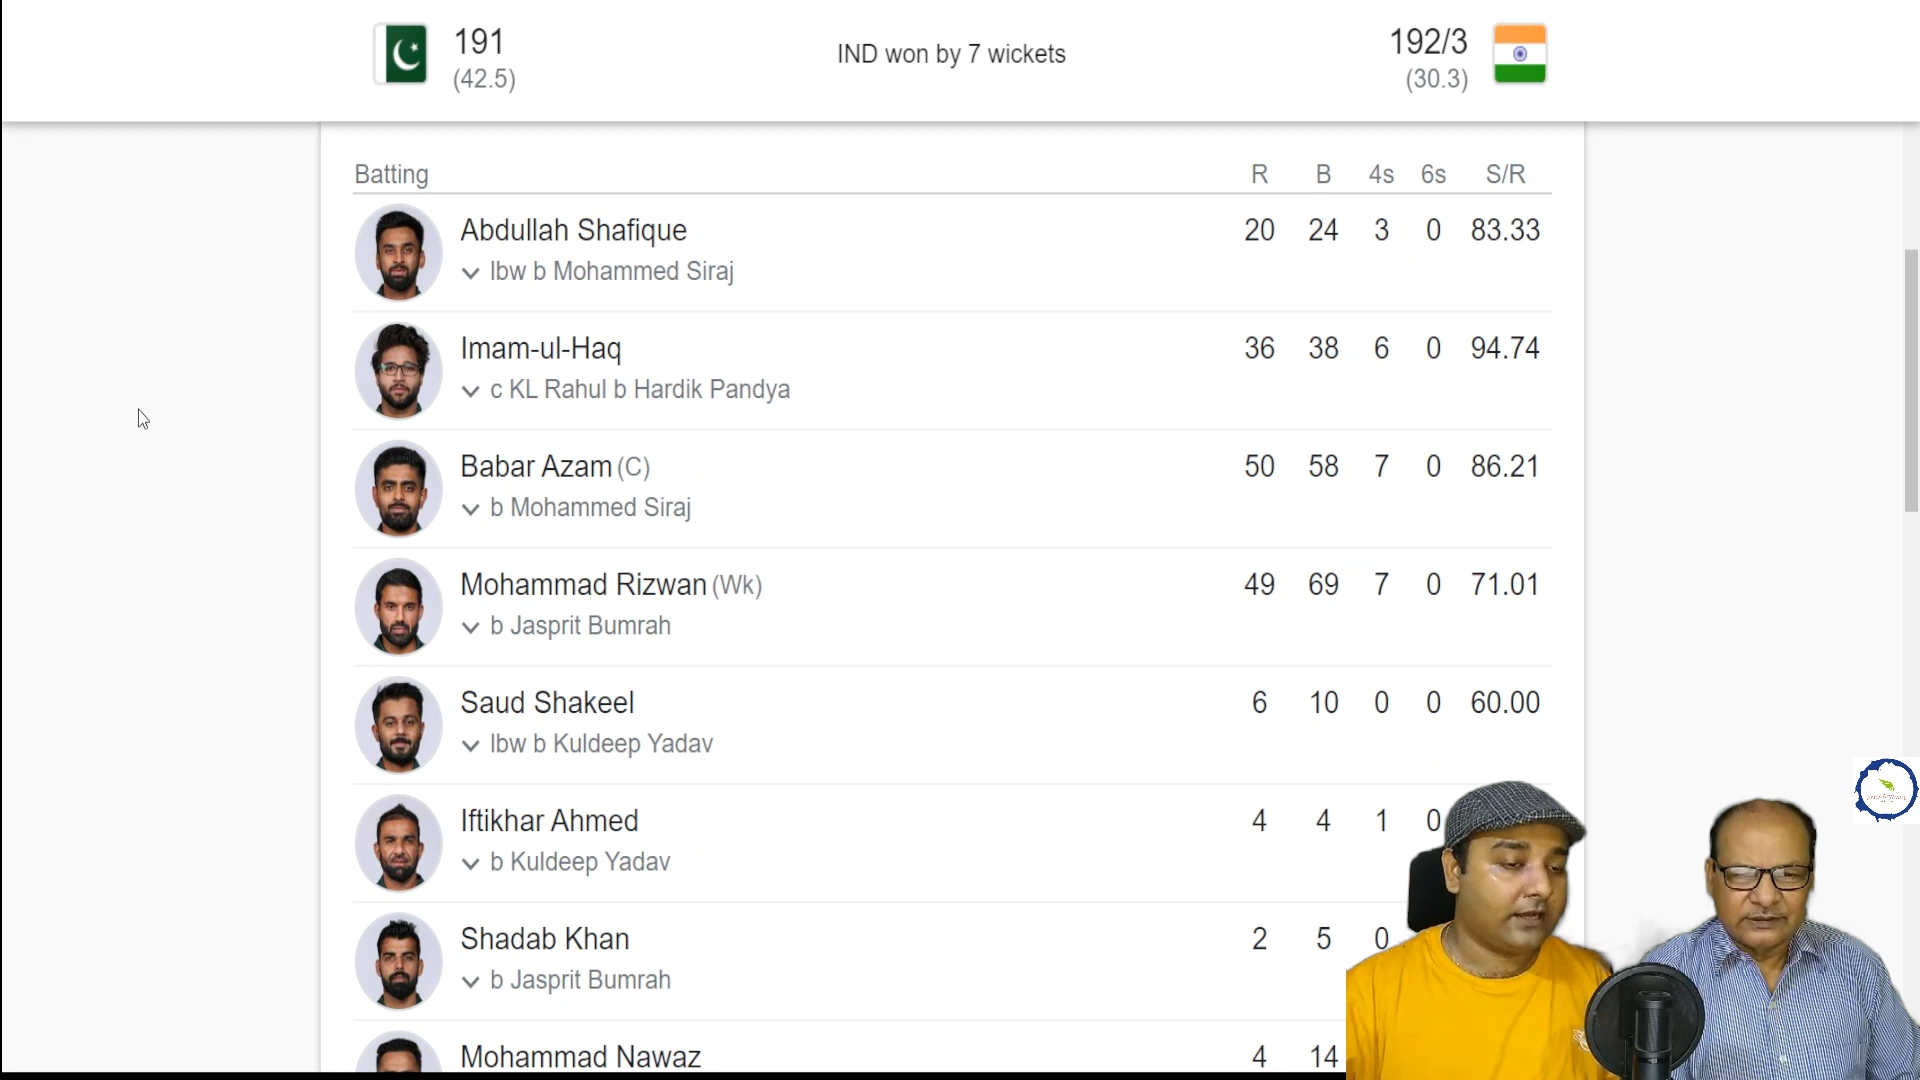 191
(42.5)
IND won by 7 wickets
192/3
(30.3)
Batting R B 4s 6s S/R
Abdullah Shafique 20 24 3 0 83.33
lbw b Mohammed Siraj
Imam-ul-Haq 36 38 6 0 94.74
c KL Rahul b Hardik Pandya
Babar Azam (C) 50 58 7 0 86.21
b Mohammed Siraj
Mohammad Rizwan (Wk) 49 69 7 0 71.01
b Jasprit Bumrah
Saud Shakeel 6 10 0 0 60.00
lbw b Kuldeep Yadav
Iftikhar Ahmed 4 4 1 0
b Kuldeep Yadav
Shadab Khan 2 5 0
b Jasprit Bumrah
Mohammad Nawaz 4 14